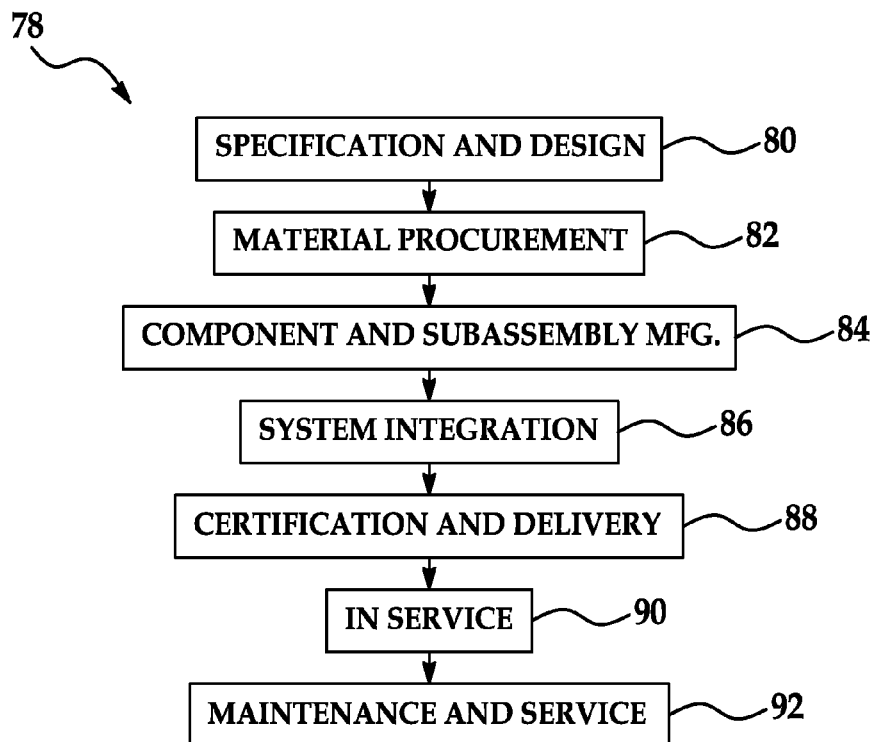 78
SPECIFICATION AND DESIGN
80
MATERIAL PROCUREMENT
82
COMPONENT AND SUBASSEMBLY MFG.
84
SYSTEM INTEGRATION
86
CERTIFICATION AND DELIVERY
88
IN SERVICE
90
MAINTENANCE AND SERVICE
92